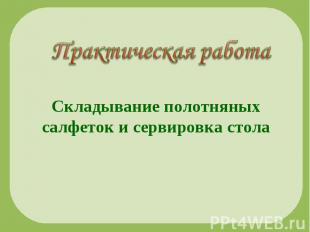 Практическая работа
Складывание полотняных
салфеток и сервировка стола
PPt4WEB.ru